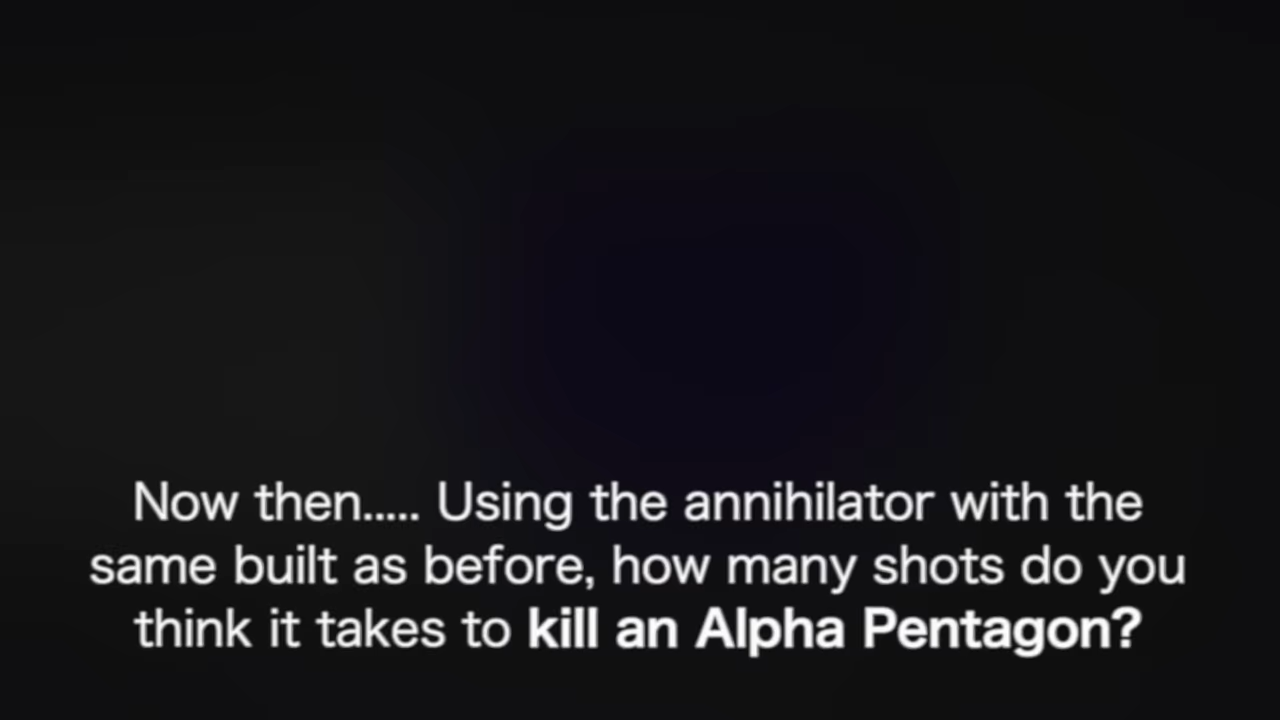 Now then..... Using the annihilator with the
same built as before, how many shots do you
think it takes to kill an Alpha Pentagon?